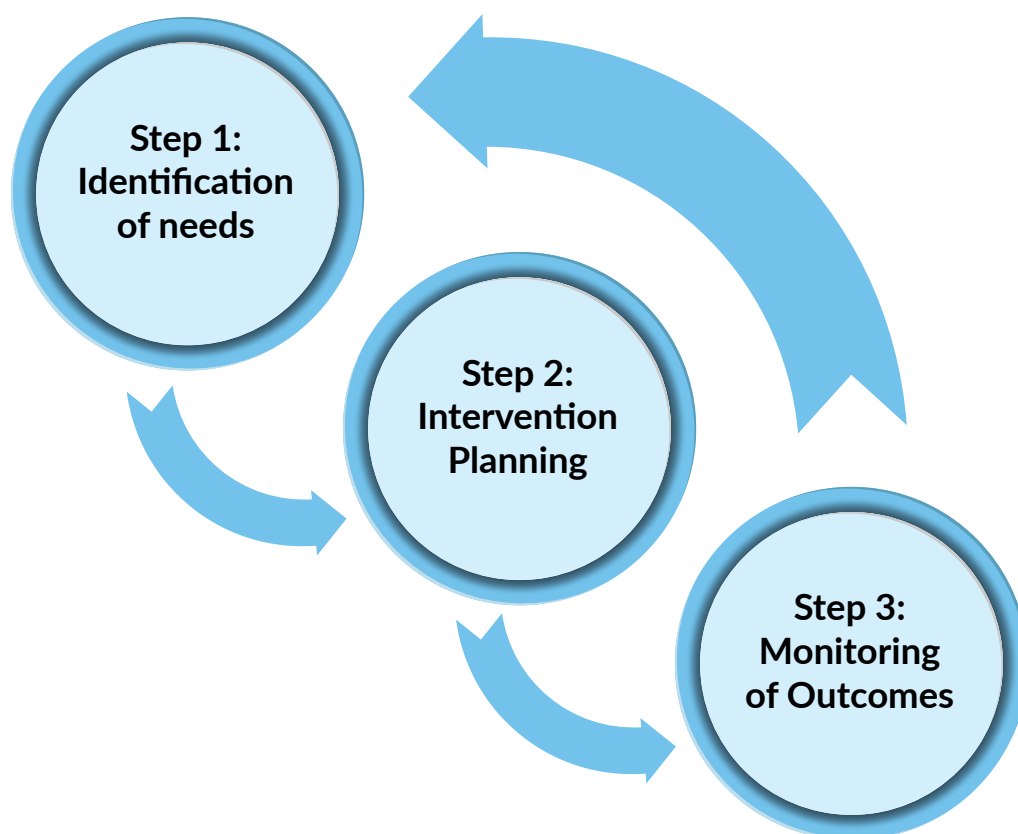 Step 1:
Identification
of needs
Step 2:
Intervention
Planning
Step 3:
Monitoring
of Outcomes